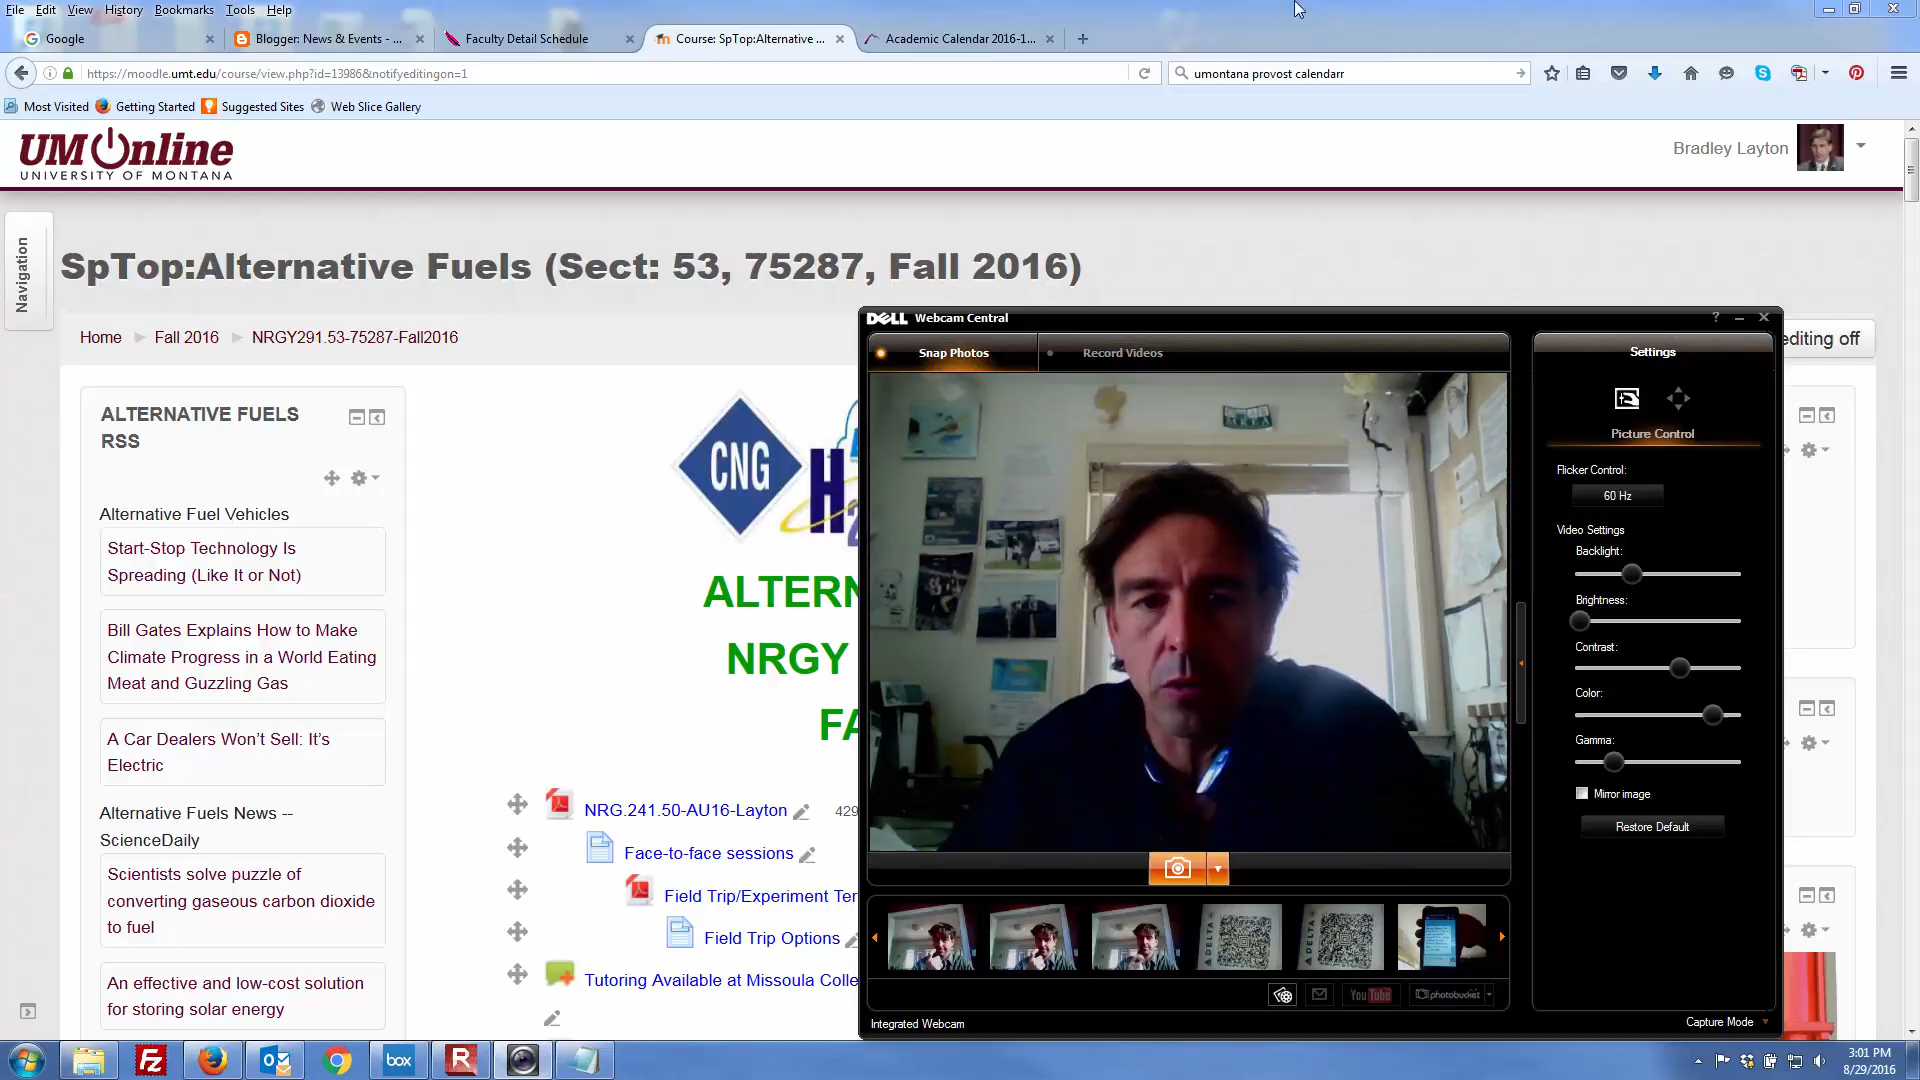 File Edit View History Bookmarks Tools Help
Google
Blogger: News & Events - ...
Faculty Detail Schedule
Course: SpTop:Alternative ...
Academic Calendar 2016-1...
https://moodle.umt.edu/course/view.php?id=13986&notifyeditingon=1
umontana provost calendarr
Most Visited Getting Started Suggested Sites Web Slice Gallery
UM Online
UNIVERSITY OF MONTANA
Bradley Layton
Navigation
SpTop:Alternative Fuels (Sect: 53, 75287, Fall 2016)
Home Fall 2016 NRGY291.53-75287-Fall2016
editing off
ALTERNATIVE FUELS
RSS
Alternative Fuel Vehicles
Start-Stop Technology Is
Spreading (Like It or Not)
Bill Gates Explains How to Make
Climate Progress in a World Eating
Meat and Guzzling Gas
A Car Dealers Won't Sell: It's
Electric
Alternative Fuels News --
ScienceDaily
Scientists solve puzzle of
converting gaseous carbon dioxide
to fuel
An effective and low-cost solution
for storing solar energy
CNG
H2
ALTERN
NRGY
FA
NRG.241.50-AU16-Layton 429
Face-to-face sessions
Field Trip/Experiment Ter
Field Trip Options
Tutoring Available at Missoula Colle
DELL Webcam Central
Snap Photos
Record Videos
Settings
Picture Control
Flicker Control:
60 Hz
Video Settings
Backlight:
Brightness:
Contrast:
Color:
Gamma:
Mirror image
Restore Default
DELTA
DELTA
YouTube
photobucket
Integrated Webcam
Capture Mode
box
R
Fz
3:01 PM
8/29/2016